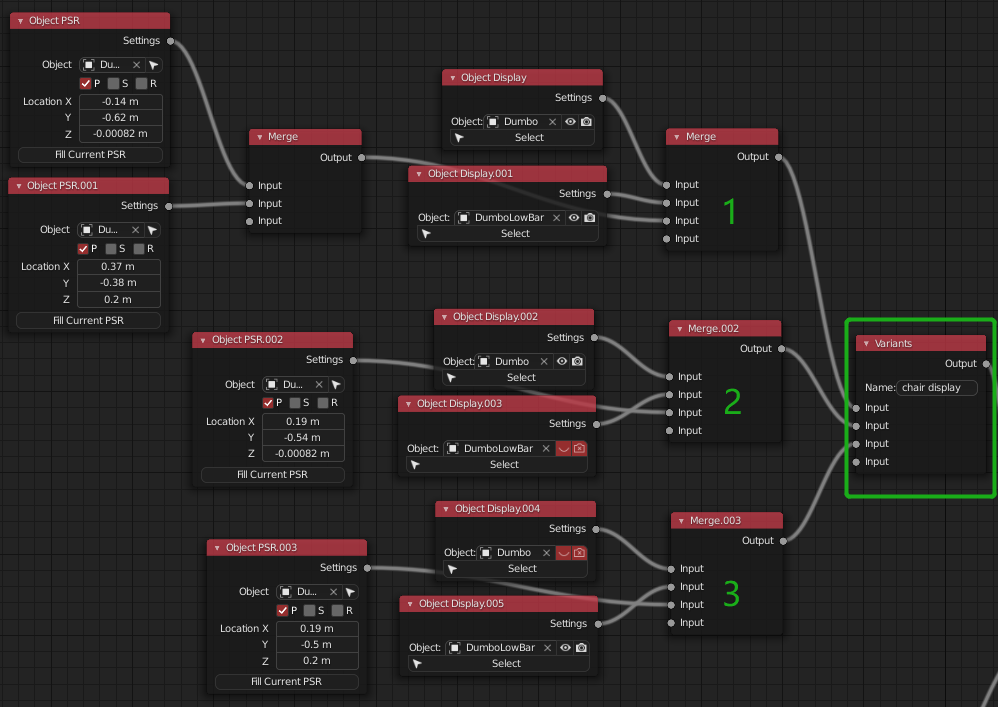 Object PSR
Settings
Object Du...
P S R
Location X -0.14 m
Y -0.62 m
Z -0.00082 m
Fill Current PSR
Object PSR.001
Settings
Object Du...
P S R
Location X 0.37 m
Y -0.38 m
Z 0.2 m
Fill Current PSR
Merge
Output
Input
Input
Input
Object Display
Settings
Object: Dumbo
Select
Object Display.001
Settings
Object: DumboLowBar
Select
Merge
Output
Input
Input
Input
Input
1
Object PSR.002
Settings
Object Du...
P S R
Location X 0.19 m
Y -0.54 m
Z -0.00082 m
Fill Current PSR
Object Display.002
Settings
Object: Dumbo
Select
Object Display.003
Settings
Object: DumboLowBar
Select
Merge.002
Output
Input
Input
Input
Input
2
Object PSR.003
Settings
Object Du...
P S R
Location X 0.19 m
Y -0.5 m
Z 0.2 m
Fill Current PSR
Object Display.004
Settings
Object: Dumbo
Select
Object Display.005
Settings
Object: DumboLowBar
Select
Merge.003
Output
Input
Input
Input
Input
3
Variants
Output
Name: chair display
Input
Input
Input
Input